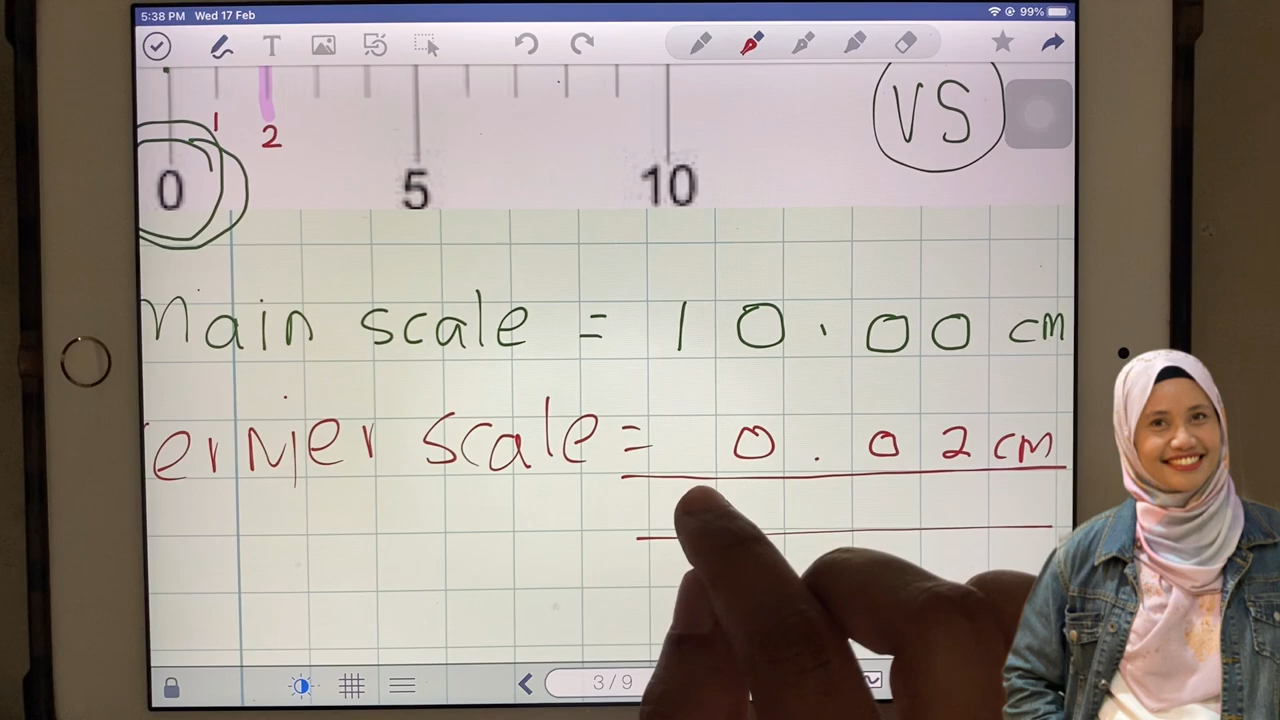 5:38 PM Wed 17 Feb
99%
T
VS
1
2
0 5 10
Main scale = 10.00 cm
ernier scale = 0.02 cm
3/9